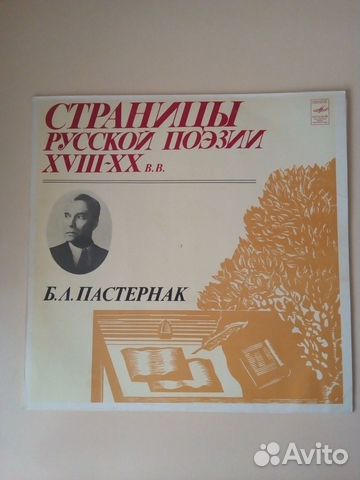 СТРАНИЦЫ
РУССКОЙ ПОЭЗИИ
XVIII-XX В.В.
Б.Л.ПАСТЕРНАК
Avito